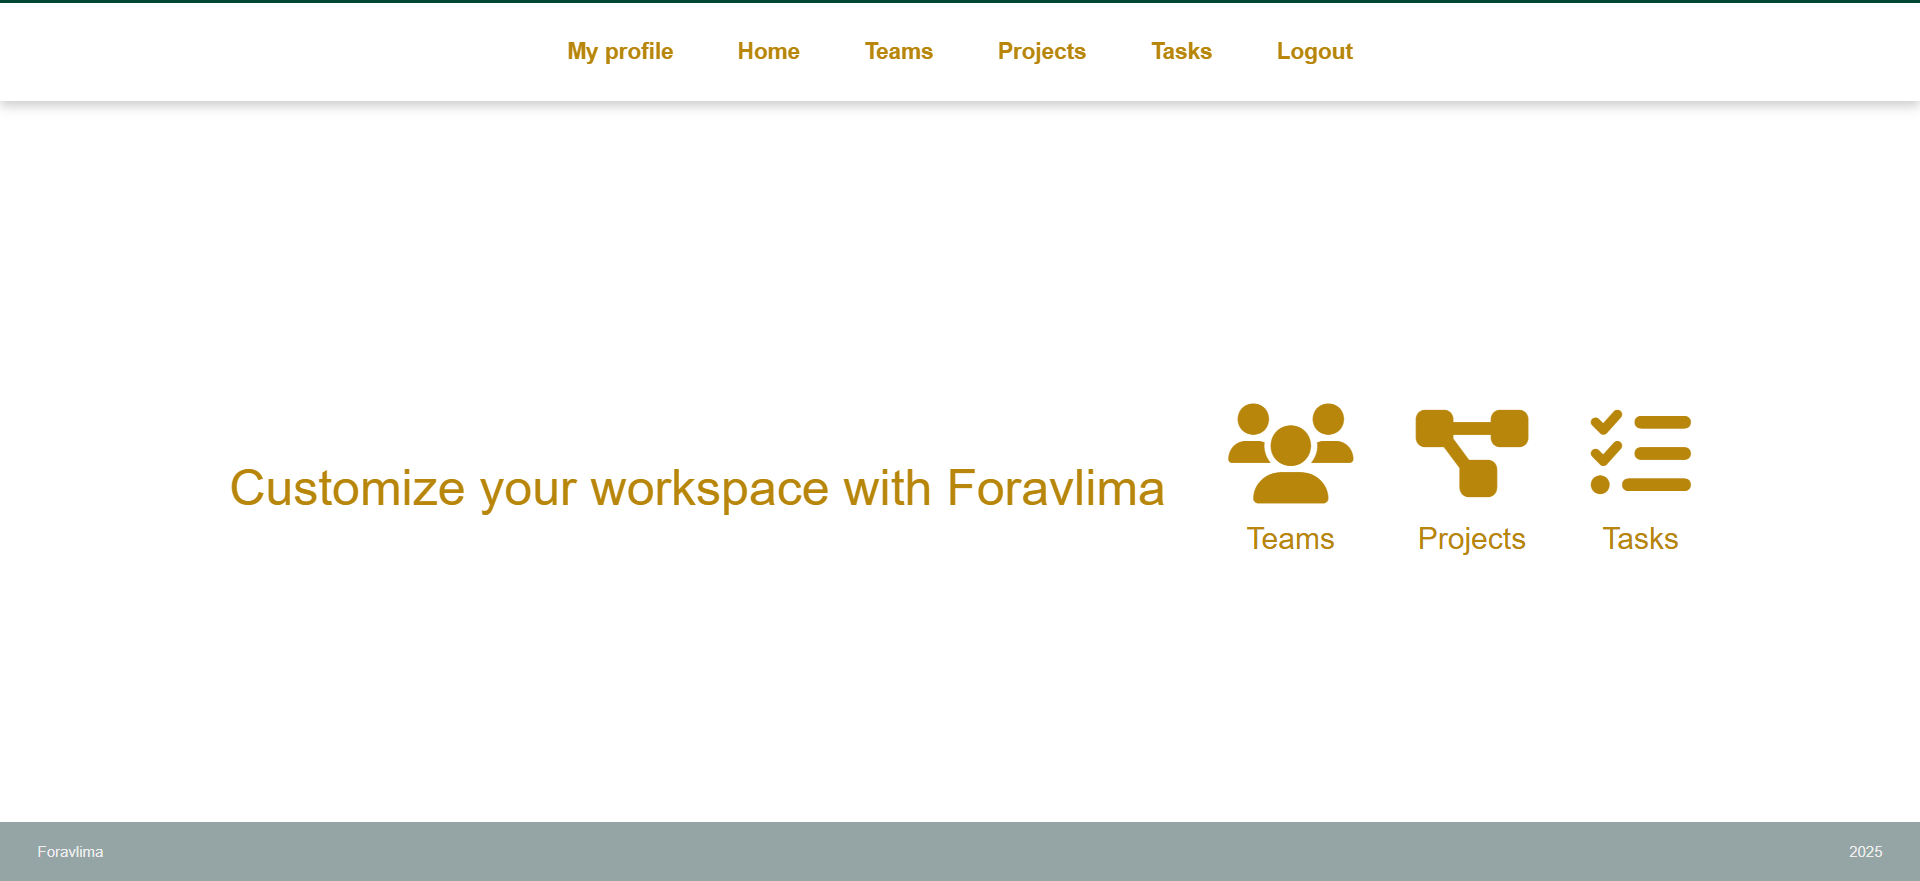 My profile Home Teams Projects Tasks Logout
Customize your workspace with Foravlima
Teams Projects Tasks
Foravlima 2025